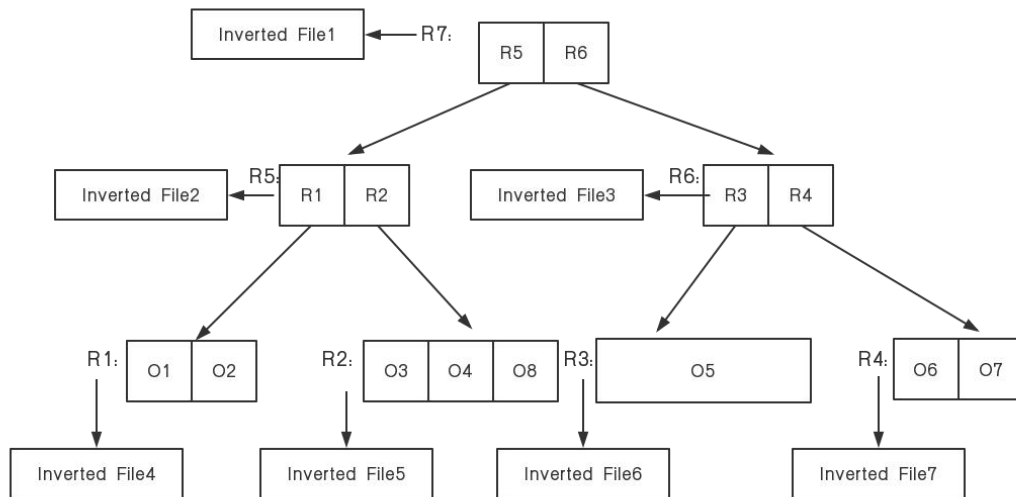 Inverted File1
R7:
R5 R6
Inverted File2
R5:
R1 R2
Inverted File3
R6:
R3 R4
R1:
O1 O2
R2:
O3 O4 O8
R3:
O5
R4:
O6 O7
Inverted File4
Inverted File5
Inverted File6
Inverted File7